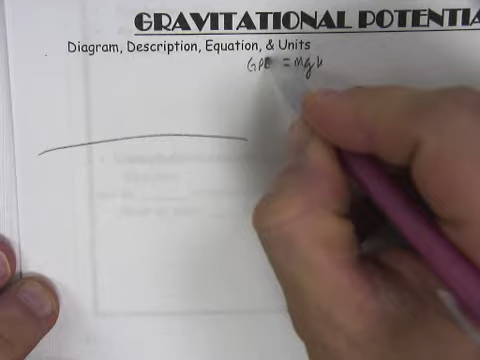 GRAVITATIONAL POTENTIA
Diagram, Description, Equation, & Units
GPE = mgh